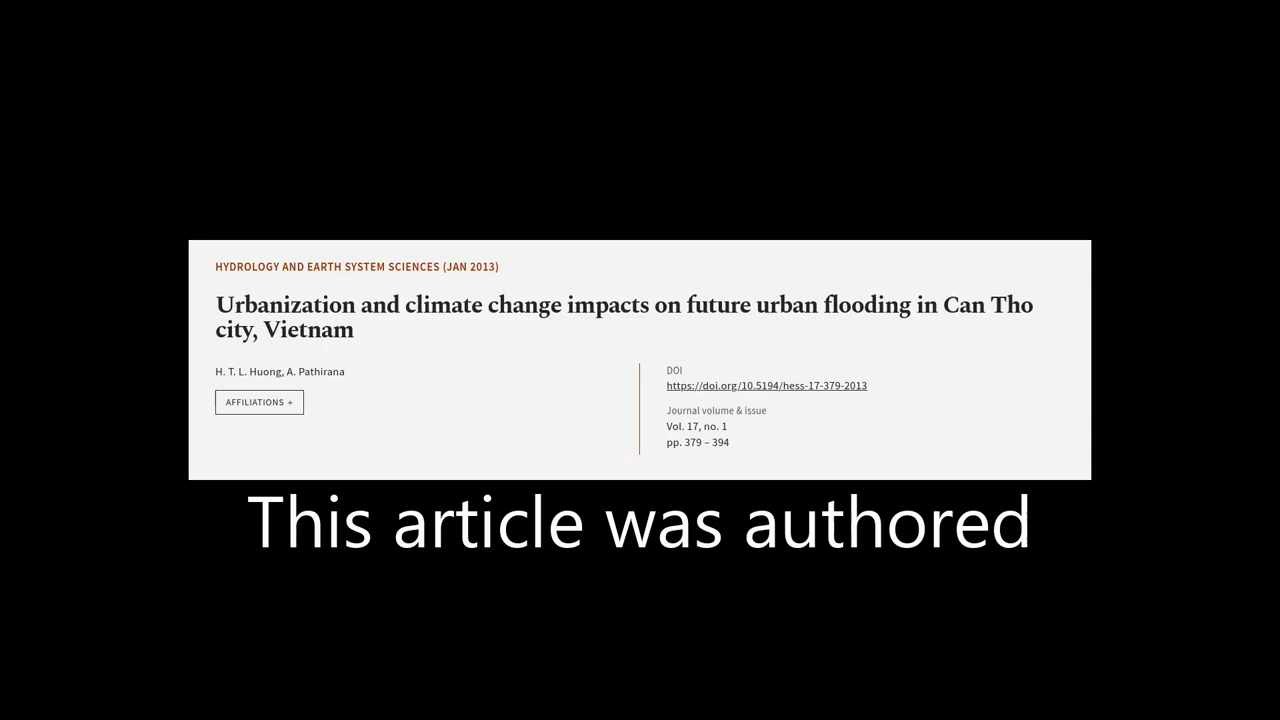 HYDROLOGY AND EARTH SYSTEM SCIENCES (JAN 2013)
Urbanization and climate change impacts on future urban flooding in Can Tho
city, Vietnam
H. T. L. Huong, A. Pathirana
AFFILIATIONS +
DOI
https://doi.org/10.5194/hess-17-379-2013
Journal volume & issue
Vol. 17, no. 1
pp. 379 – 394
This article was authored